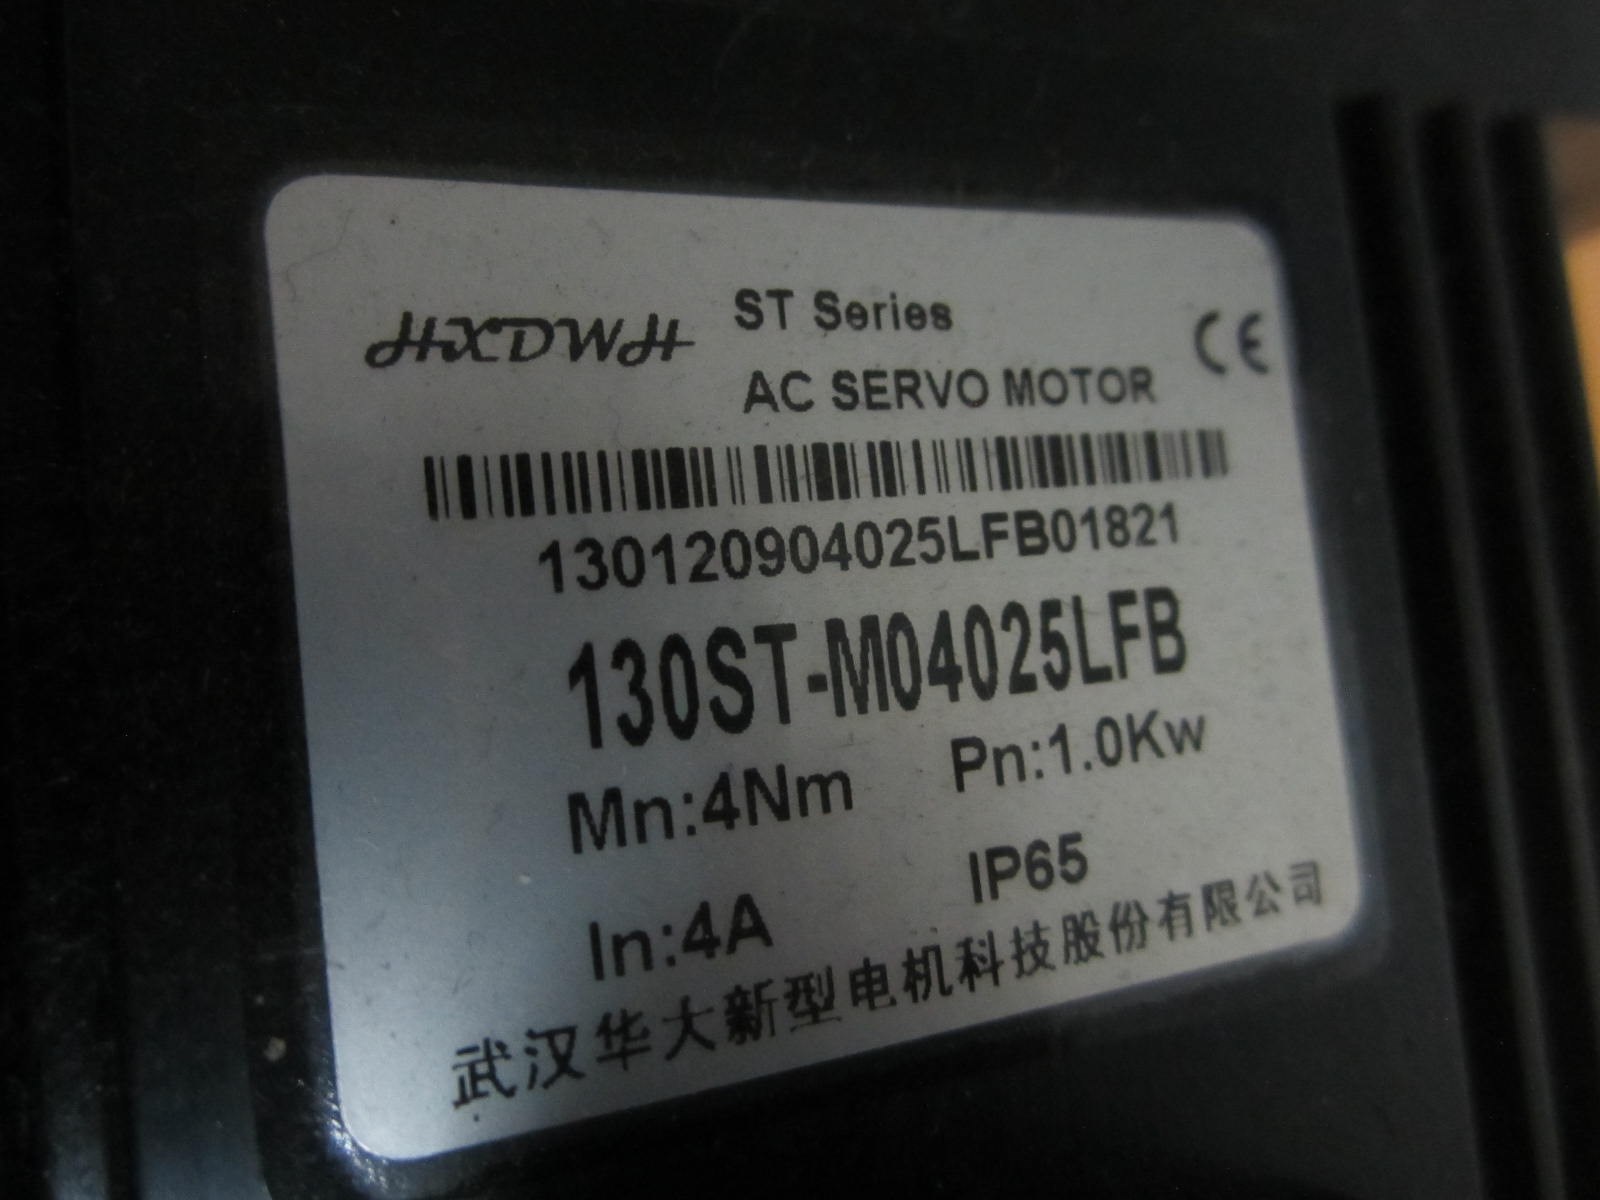 HXDWH
ST Series
AC SERVO MOTOR
CE
130120904025LFB01821
130ST-M04025LFB
Mn:4Nm Pn:1.0Kw
In:4A IP65
武汉华大新型电机科技股份有限公司